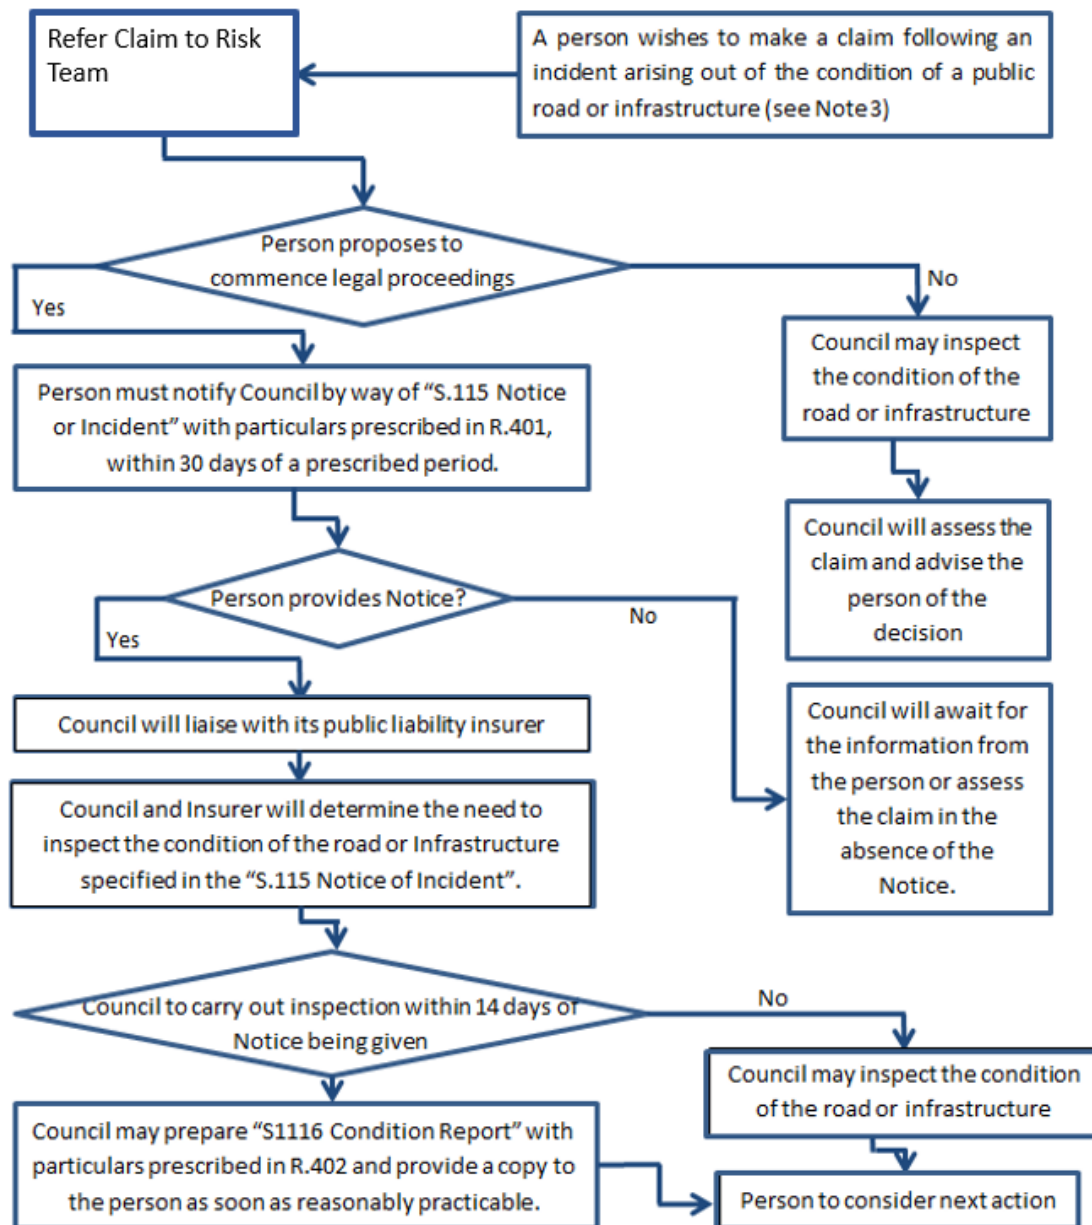 Refer Claim to Risk
Team
A person wishes to make a claim following an
incident arising out of the condition of a public
road or infrastructure (see Note 3)
Person proposes to
commence legal proceedings
Yes
No
Person must notify Council by way of “S.115 Notice
or Incident” with particulars prescribed in R.401,
within 30 days of a prescribed period.
Council may inspect
the condition of the
road or infrastructure
Council will assess the
claim and advise the
person of the
decision
Person provides Notice?
Yes
No
Council will liaise with its public liability insurer
Council will await for
the information from
the person or assess
the claim in the
absence of the
Notice.
Council and Insurer will determine the need to
inspect the condition of the road or Infrastructure
specified in the “S.115 Notice of Incident”.
Council to carry out inspection within 14 days of
Notice being given
No
Council may inspect the condition
of the road or infrastructure
Council may prepare “S1116 Condition Report” with
particulars prescribed in R.402 and provide a copy to
the person as soon as reasonably practicable.
Person to consider next action